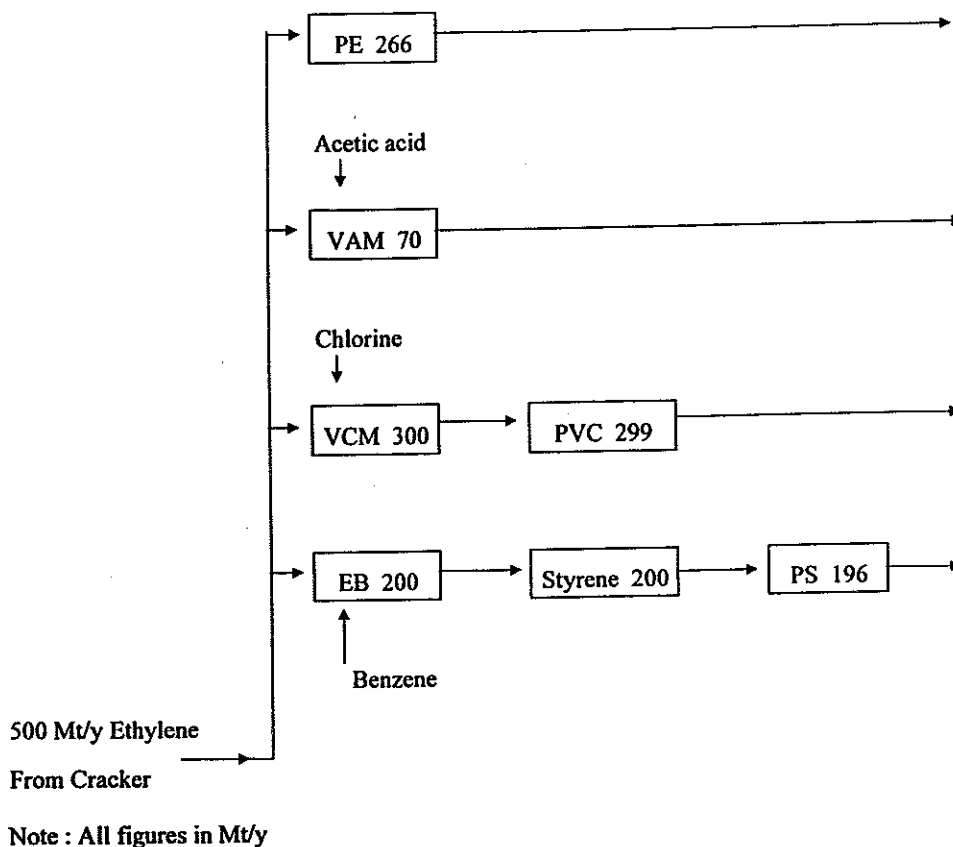 PE 266
Acetic acid
VAM 70
Chlorine
VCM 300
PVC 299
EB 200
Styrene 200
PS 196
Benzene
500 Mt/y Ethylene
From Cracker
Note : All figures in Mt/y